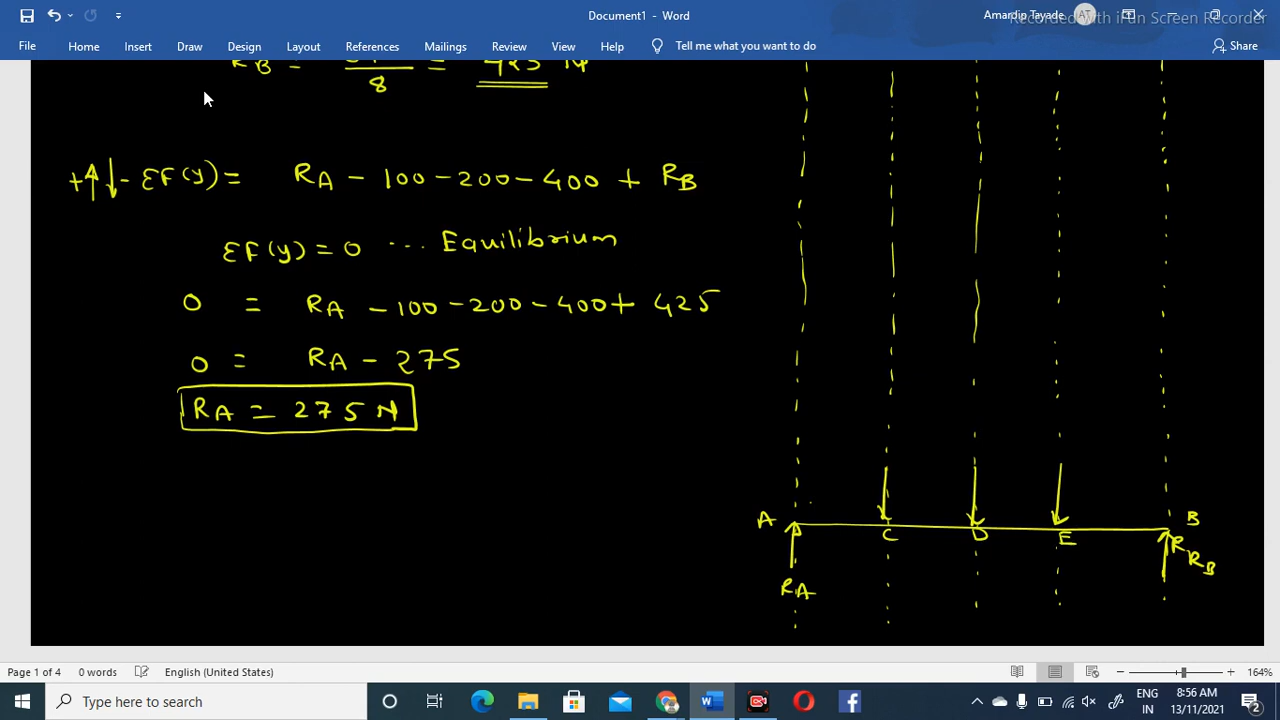 Document1 - Word
Amardip Tayade AT
Recorded with iFun Screen Recorder
File Home Insert Draw Design Layout References Mailings Review View Help Tell me what you want to do Share
RB = 8 = 425 N
+↑↓- ΣF(y)= RA - 100 - 200 - 400 + RB
ΣF(y) = 0 ... Equilibrium
0 = RA - 100 - 200 - 400 + 425
0 = RA - 275
RA = 275 N
A C D E B
RA R RB
Page 1 of 4 0 words English (United States) 164%
Type here to search
ENG
IN
8:56 AM
13/11/2021
2